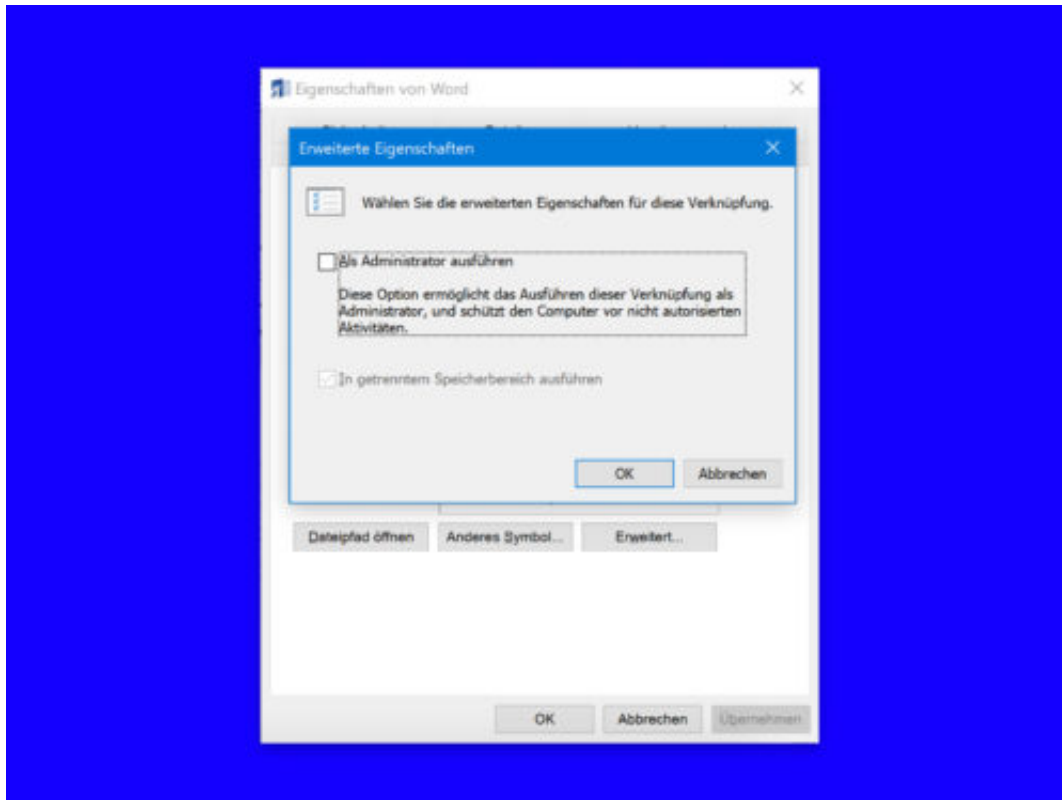 Eigenschaften von Word
Erweiterte Eigenschaften
Wählen Sie die erweiterten Eigenschaften für diese Verknüpfung.
Als Administrator ausführen
Diese Option ermöglicht das Ausführen dieser Verknüpfung als
Administrator, und schützt den Computer vor nicht autorisierten
Aktivitäten.
In getrenntem Speicherbereich ausführen
OK Abbrechen
Dateipfad öffnen Anderes Symbol... Erweitert...
OK Abbrechen Übernehmen